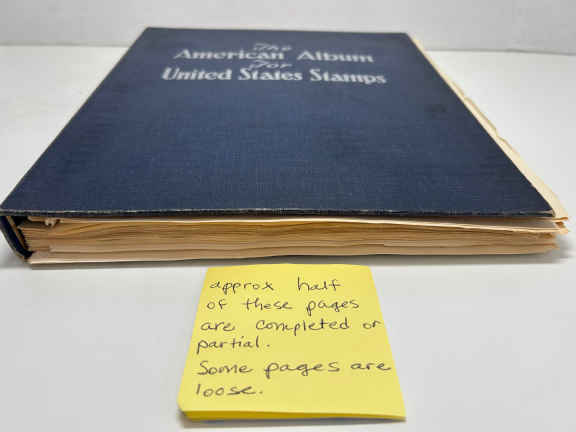 The
American Album
For
United States Stamps
approx half
of these pages
are completed or
partial.
Some pages are
loose.